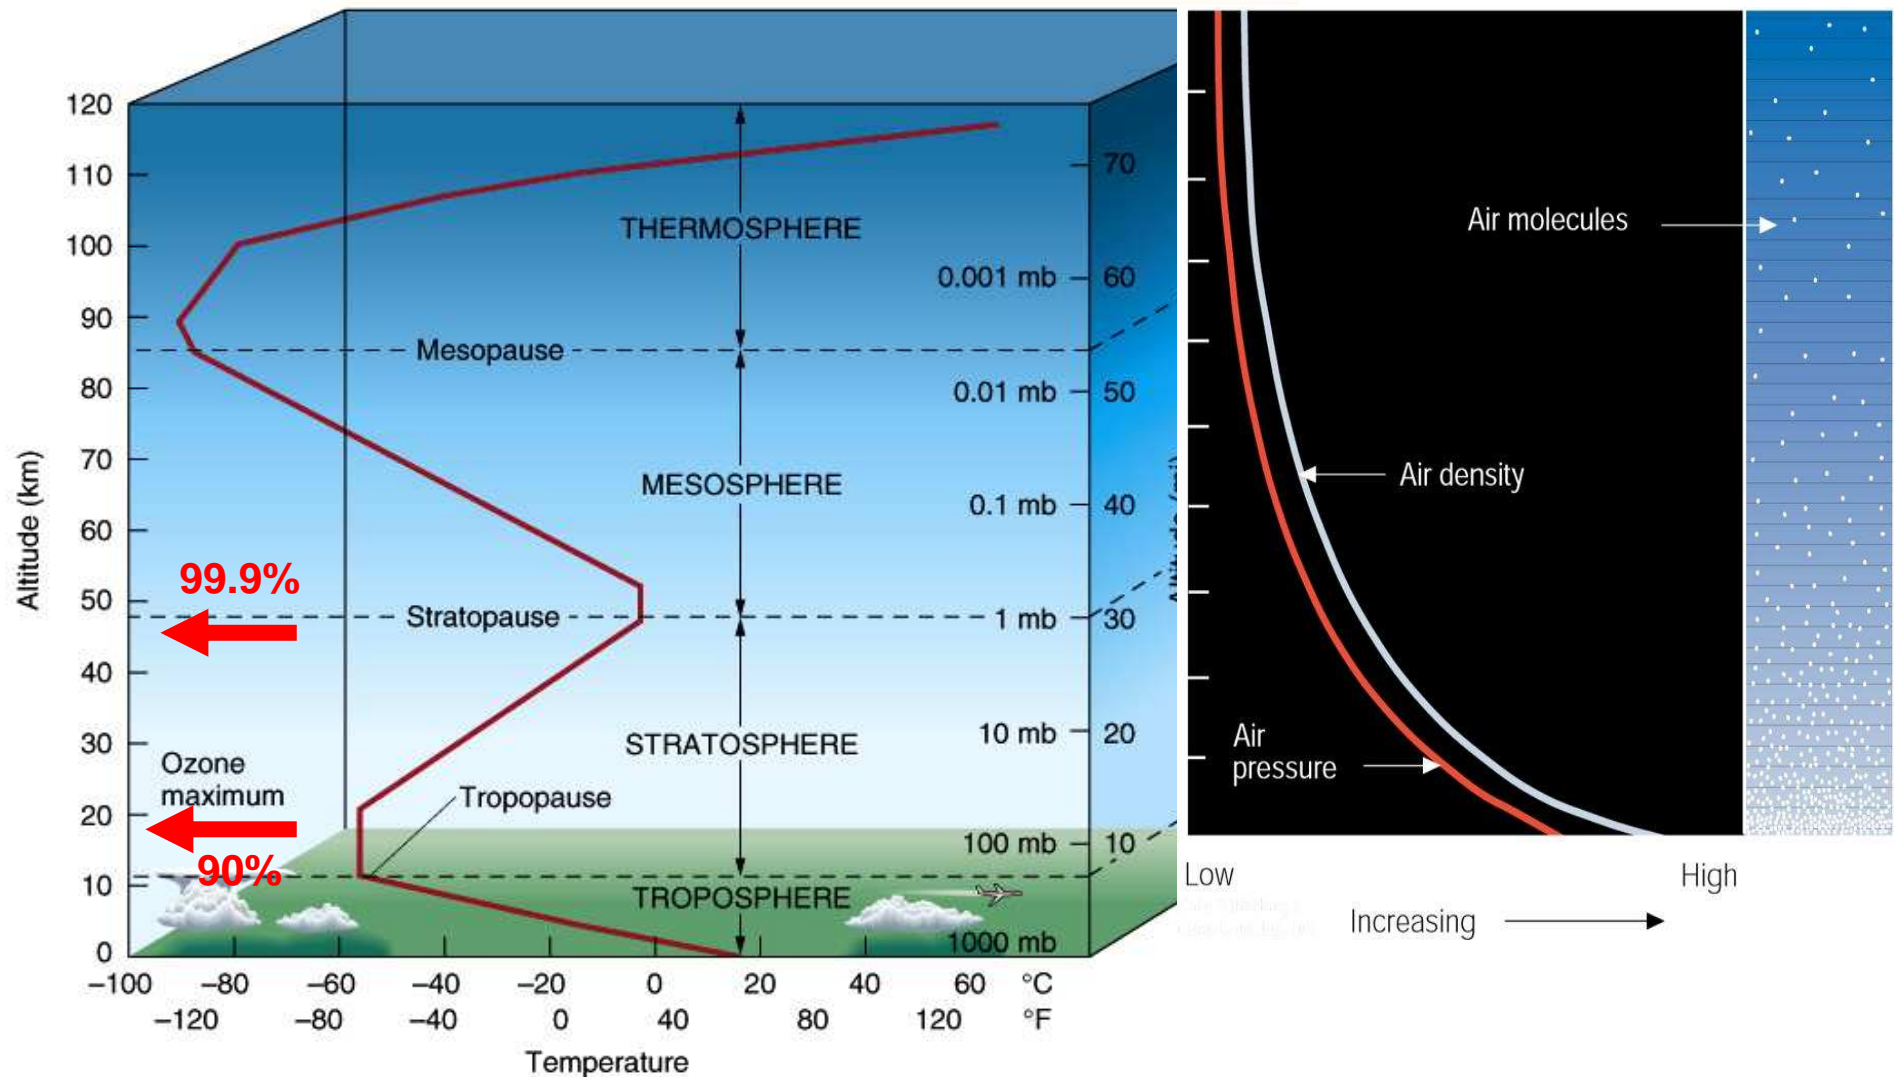 120
110
100
90
80
70
60
50
40
30
20
10
0
Altitude (km)
THERMOSPHERE
Mesopause
MESOSPHERE
Stratopause
STRATOSPHERE
Tropopause
TROPOSPHERE
99.9%
Ozone
maximum
90%
0.001 mb
0.01 mb
0.1 mb
1 mb
10 mb
100 mb
1000 mb
70
60
50
40
30
20
10
–100 –80 –60 –40 –20 0 20 40 60 °C
–120 –80 –40 0 40 80 120 °F
Temperature
Air molecules
Air density
Air
pressure
Low High
Increasing